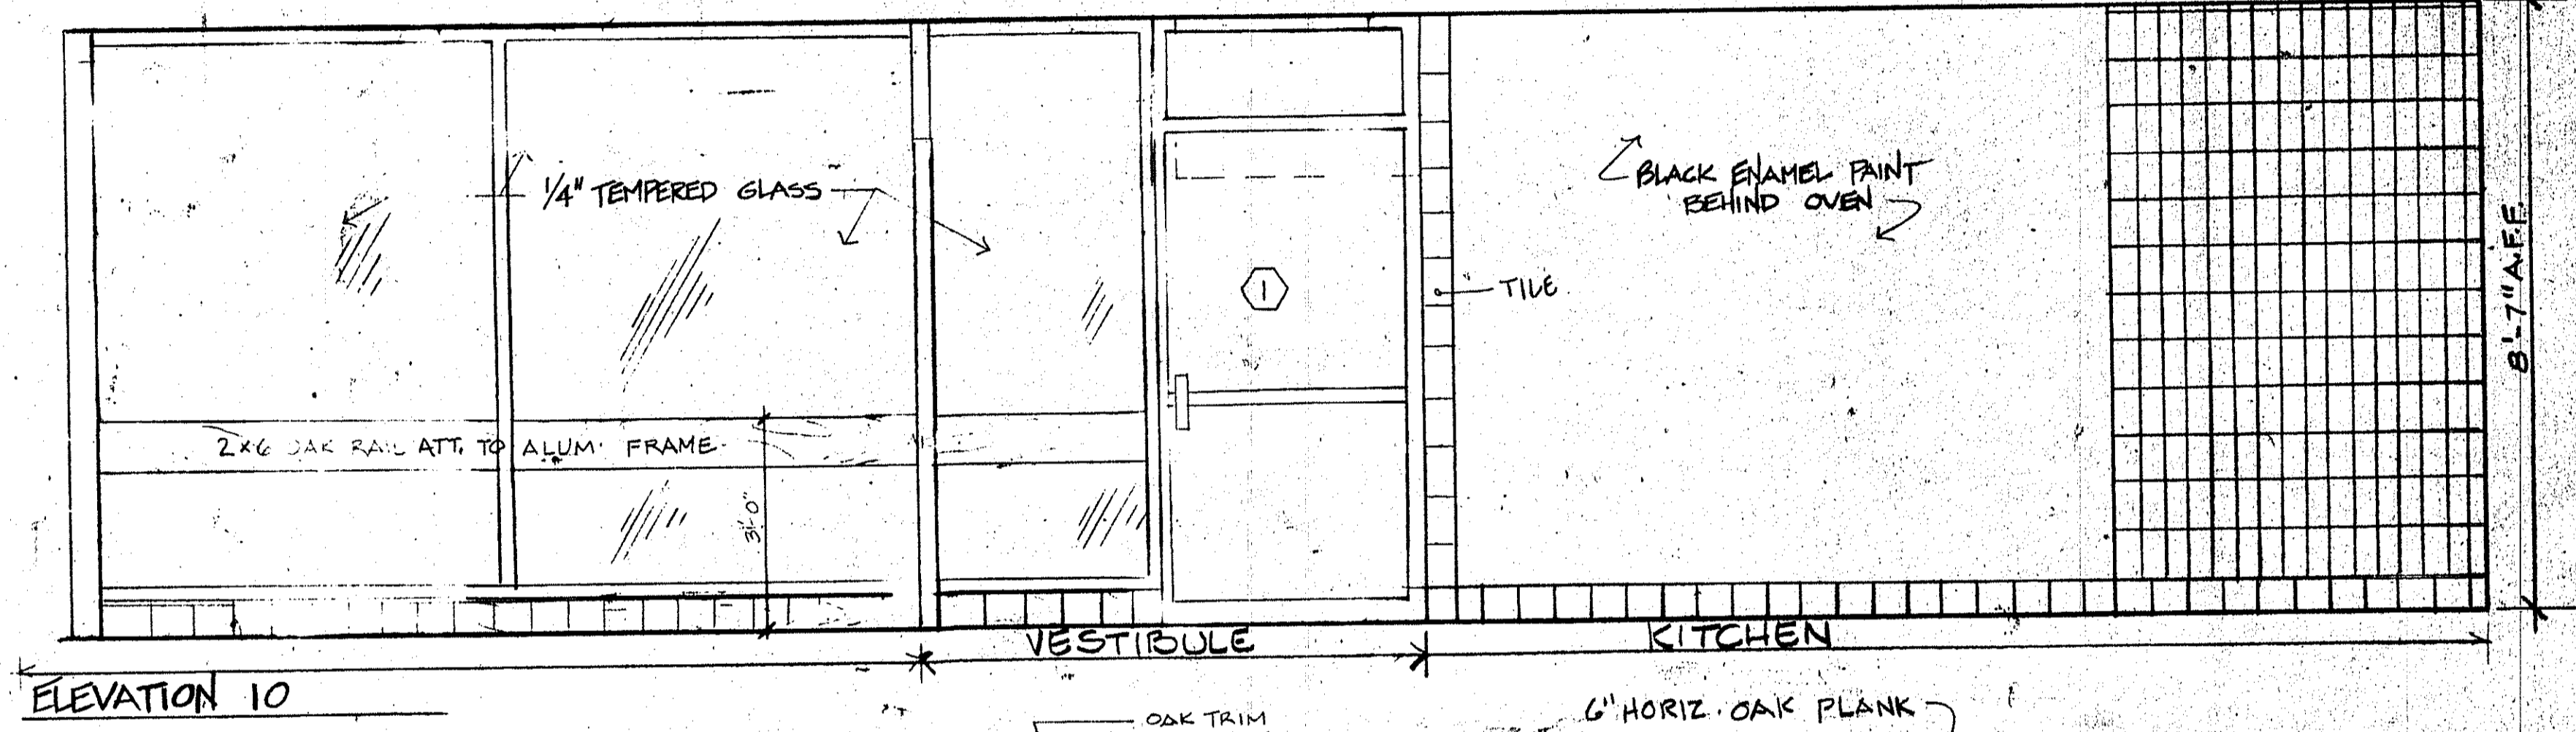 1/4" TEMPERED GLASS
BLACK ENAMEL PAINT
BEHIND OVEN
1
TILE
8'-7" A.F.F.
2x6 OAK RAIL ATT. TO ALUM. FRAME
3'-0"
VESTIBULE
KITCHEN
ELEVATION 10
OAK TRIM
6" HORIZ. OAK PLANK